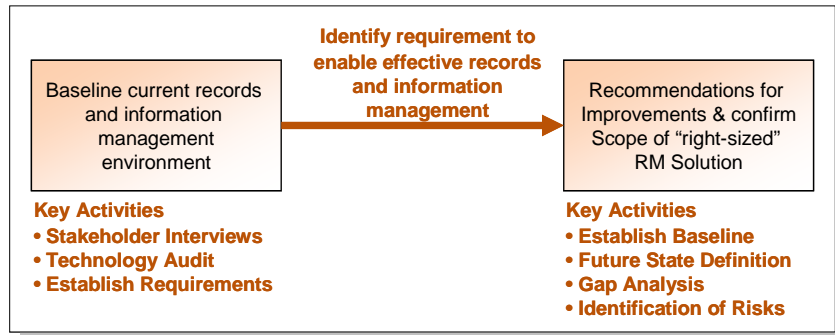 Identify requirement to
enable effective records
and information
management
Baseline current records
and information
management
environment
Recommendations for
Improvements & confirm
Scope of “right-sized”
RM Solution
Key Activities
• Stakeholder Interviews
• Technology Audit
• Establish Requirements
Key Activities
• Establish Baseline
• Future State Definition
• Gap Analysis
• Identification of Risks